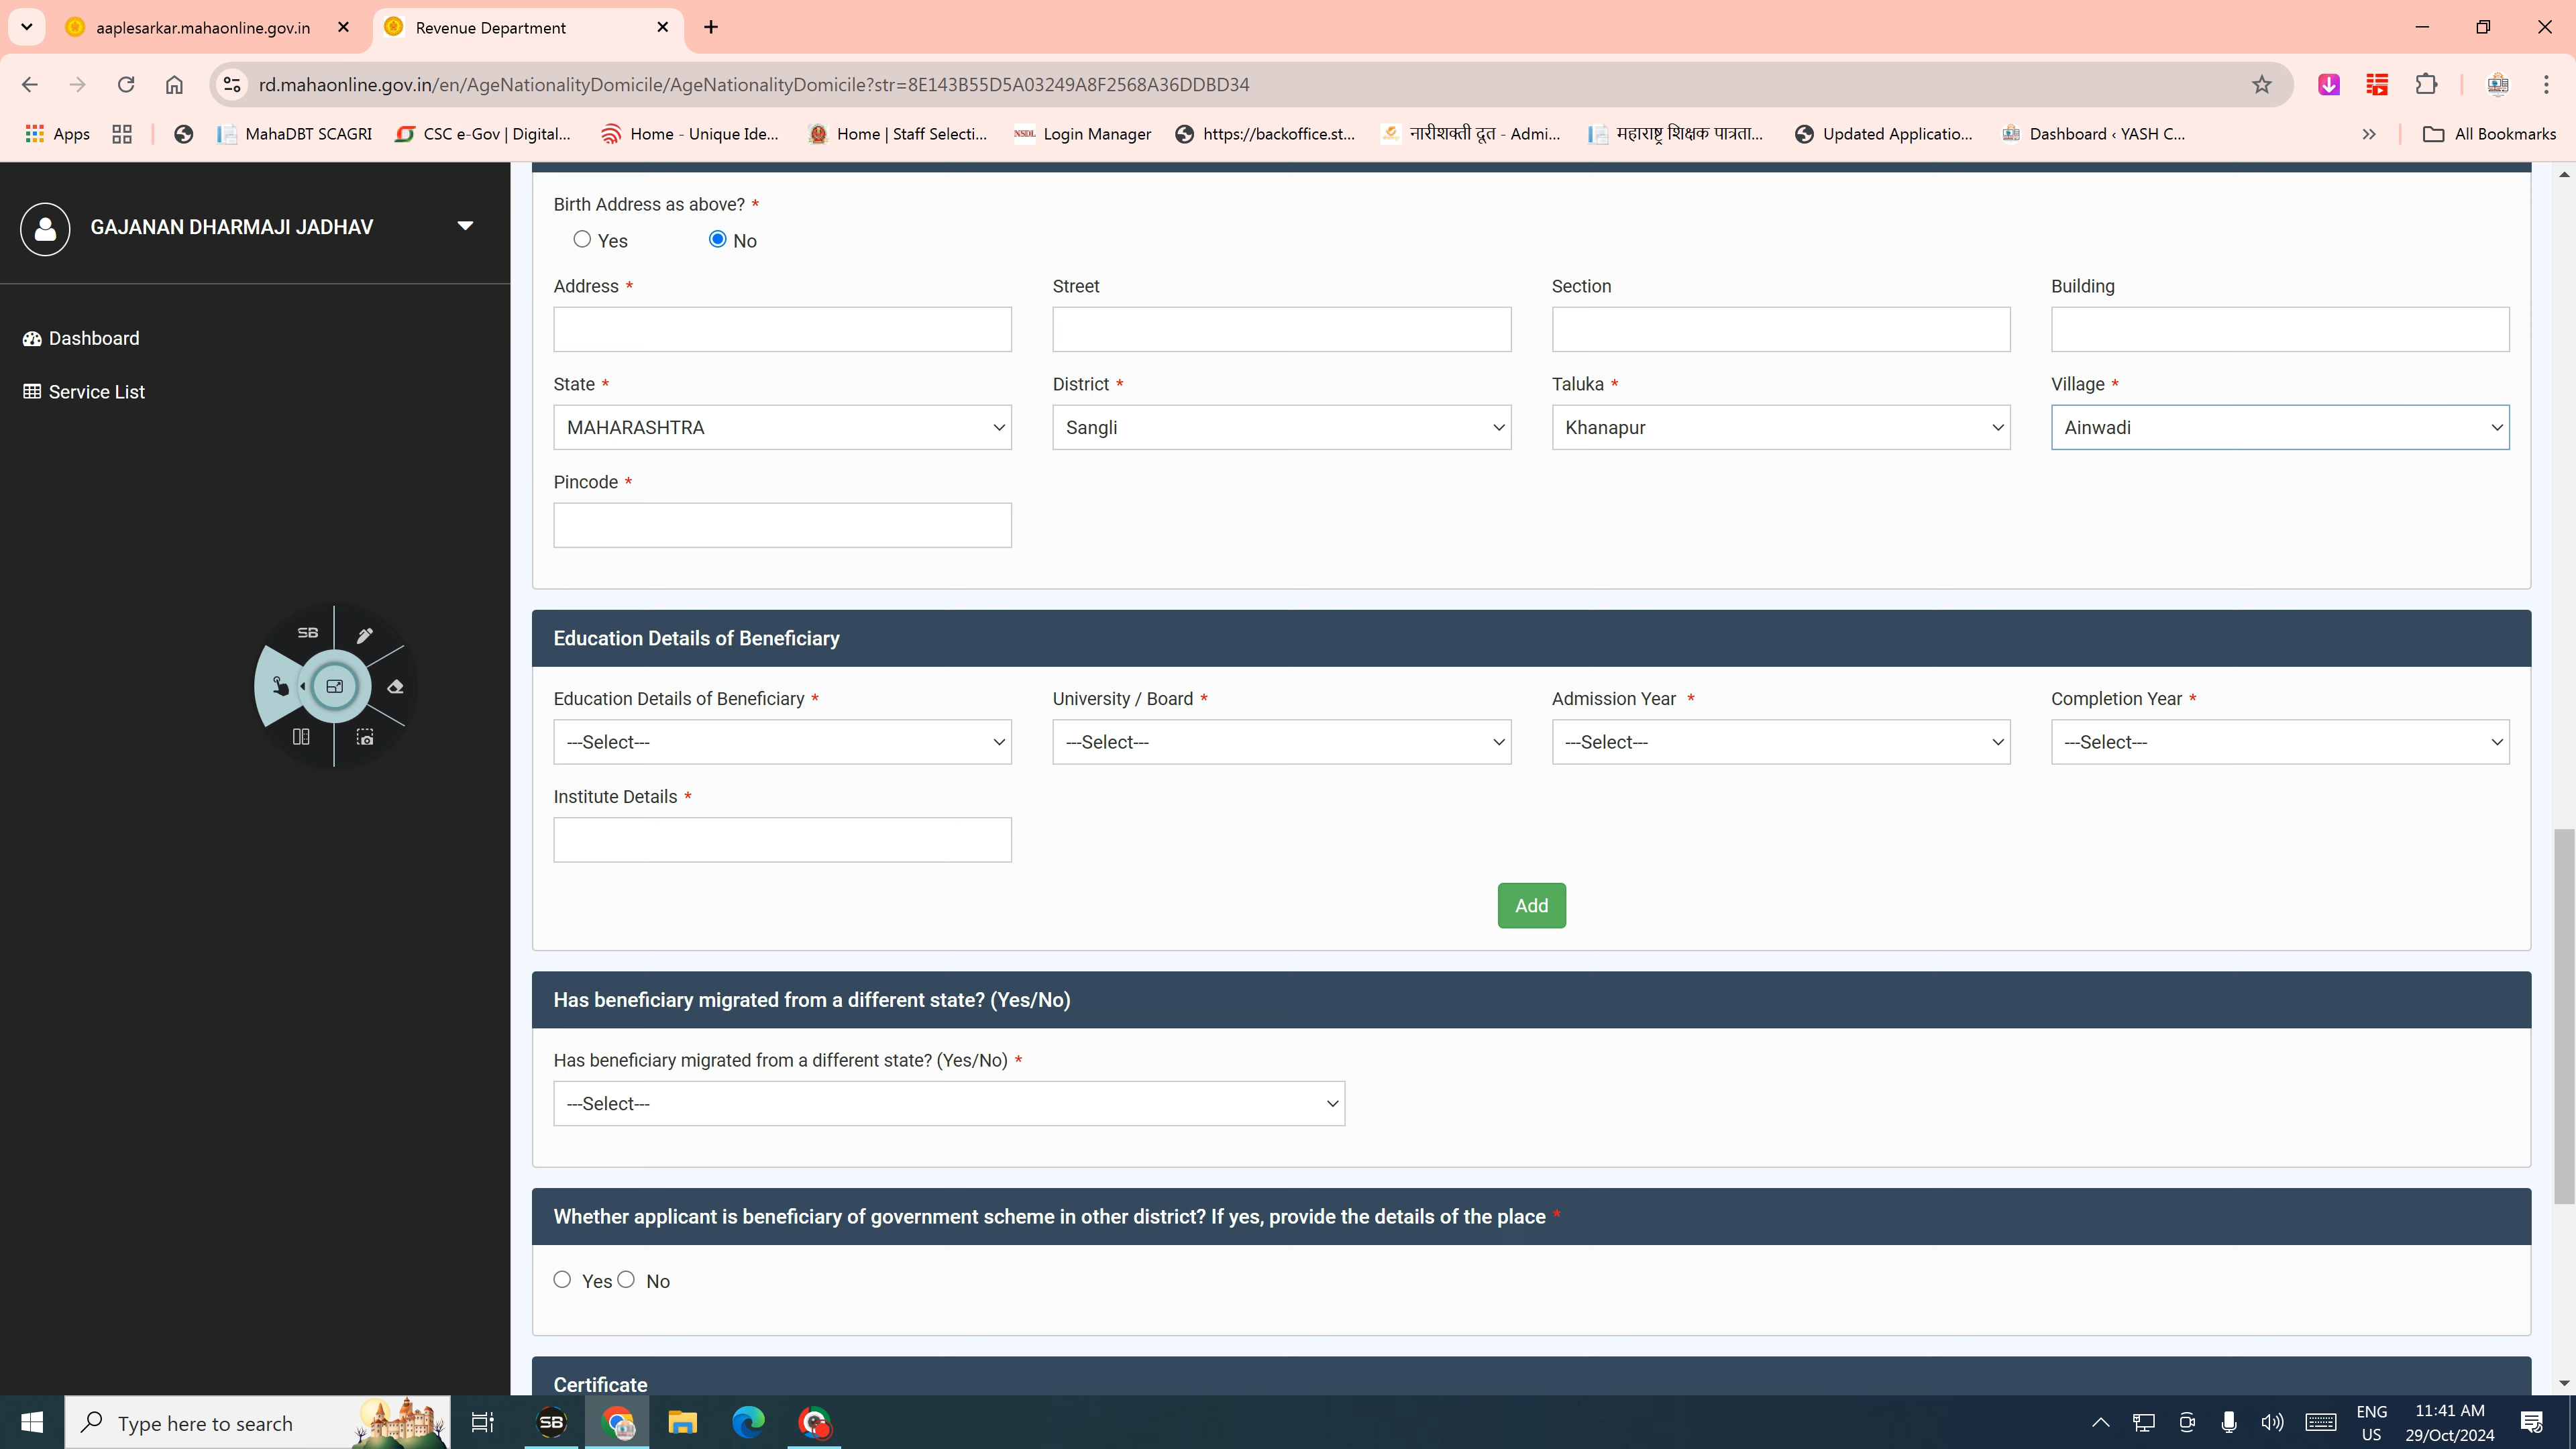 aaplesarkar.mahaonline.gov.in
Revenue Department
rd.mahaonline.gov.in/en/AgeNationalityDomicile/AgeNationalityDomicile?str=8E143B55D5A03249A8F2568A36DDBD34
Apps MahaDBT SCAGRI CSC e-Gov | Digital... Home - Unique Ide... Home | Staff Selecti... NSDL Login Manager https://backoffice.st... नारीशक्ती दूत - Admi... महाराष्ट्र शिक्षक पात्रता... Updated Applicatio... Dashboard ‹ YASH C... » All Bookmarks
GAJANAN DHARMAJI JADHAV
Dashboard
Service List
SB
Birth Address as above? *
Yes No
Address * Street Section Building
State * District * Taluka * Village *
MAHARASHTRA Sangli Khanapur Ainwadi
Pincode *
Education Details of Beneficiary
Education Details of Beneficiary * University / Board * Admission Year * Completion Year *
---Select--- ---Select--- ---Select--- ---Select---
Institute Details *
Add
Has beneficiary migrated from a different state? (Yes/No)
Has beneficiary migrated from a different state? (Yes/No) *
---Select---
Whether applicant is beneficiary of government scheme in other district? If yes, provide the details of the place *
Yes No
Certificate
Type here to search
SB
ENG
US
11:41 AM
29/Oct/2024